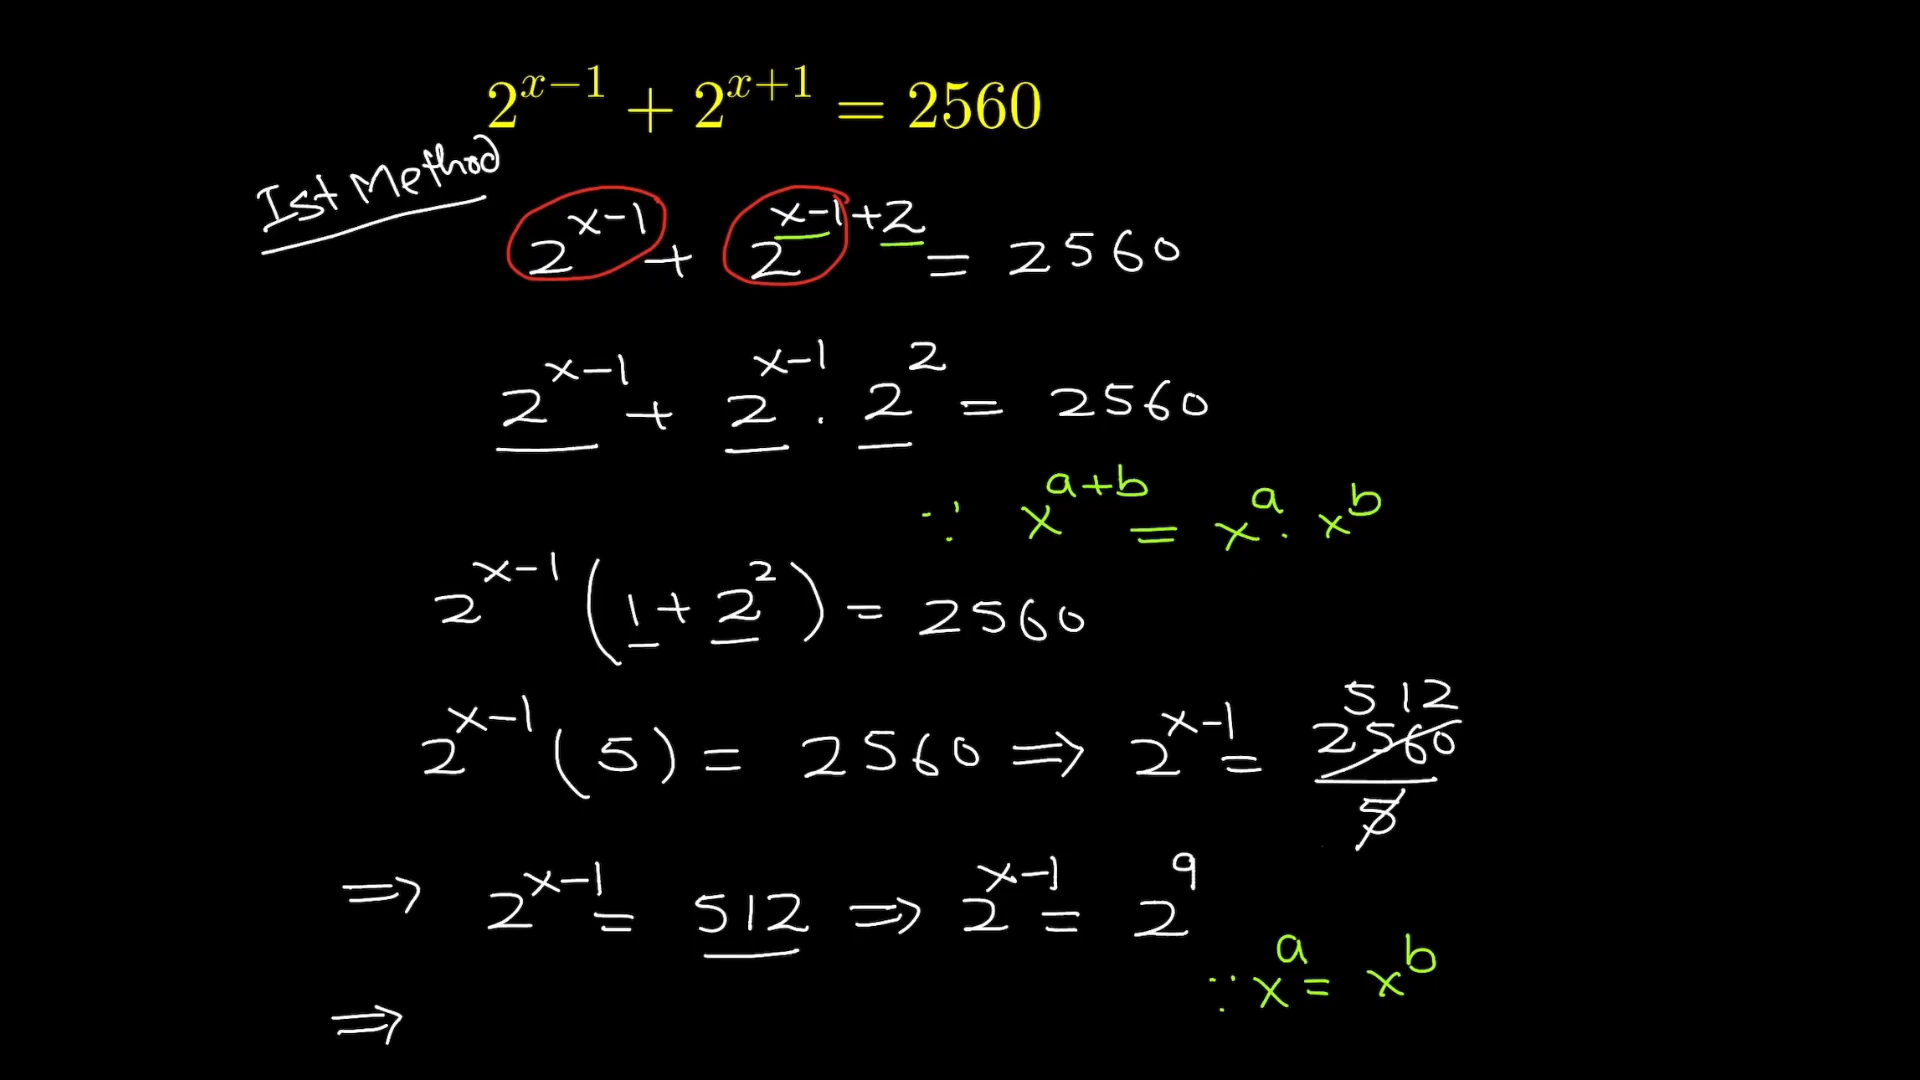 2^{x-1} + 2^{x+1} = 2560
Ist Method
2^{x-1} + 2^{x-1+2} = 2560
2^{x-1} + 2^{x-1} . 2^2 = 2560
∵ x^{a+b} = x^a . x^b
2^{x-1} (1 + 2^2) = 2560
2^{x-1} (5) = 2560 ⇒ 2^{x-1} = 2560/5 512
⇒ 2^{x-1} = 512 ⇒ 2^{x-1} = 2^9
∵ x^a = x^b
⇒